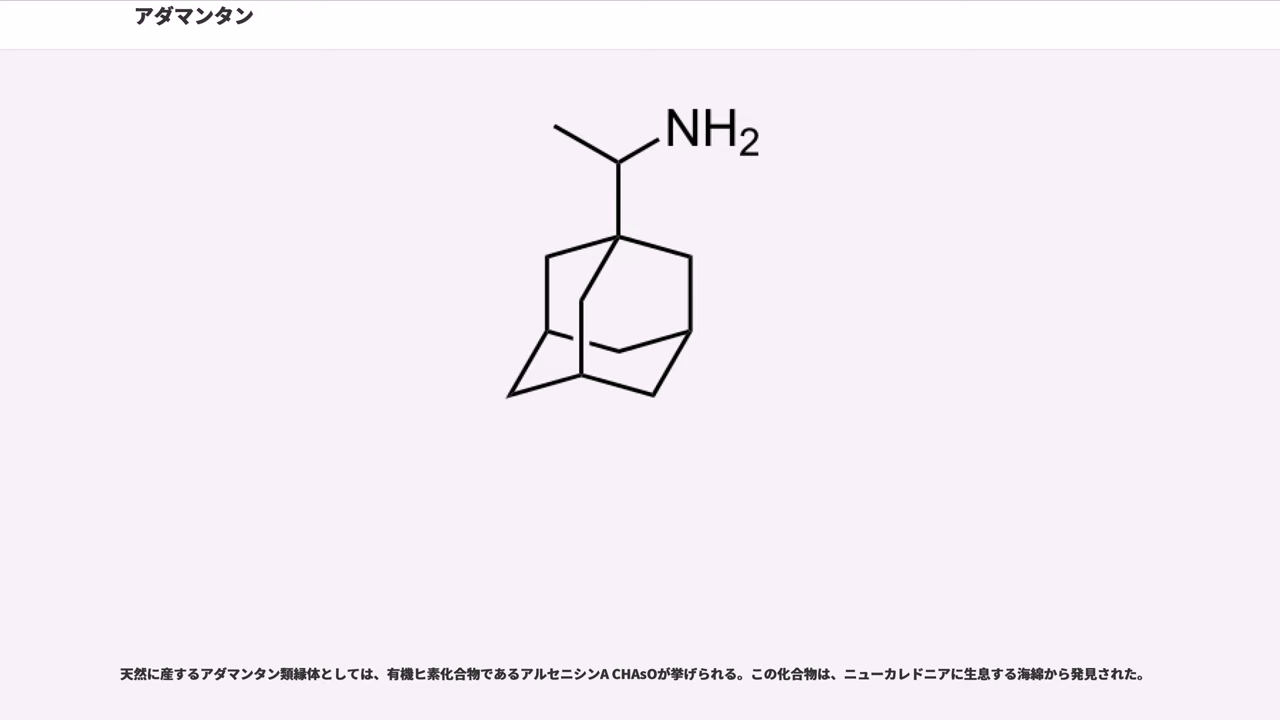 アダマンタン
NH2
天然に産するアダマンタン類縁体としては、有機ヒ素化合物であるアルセニシンA CHAsOが挙げられる。この化合物は、ニューカレドニアに生息する海綿から発見された。